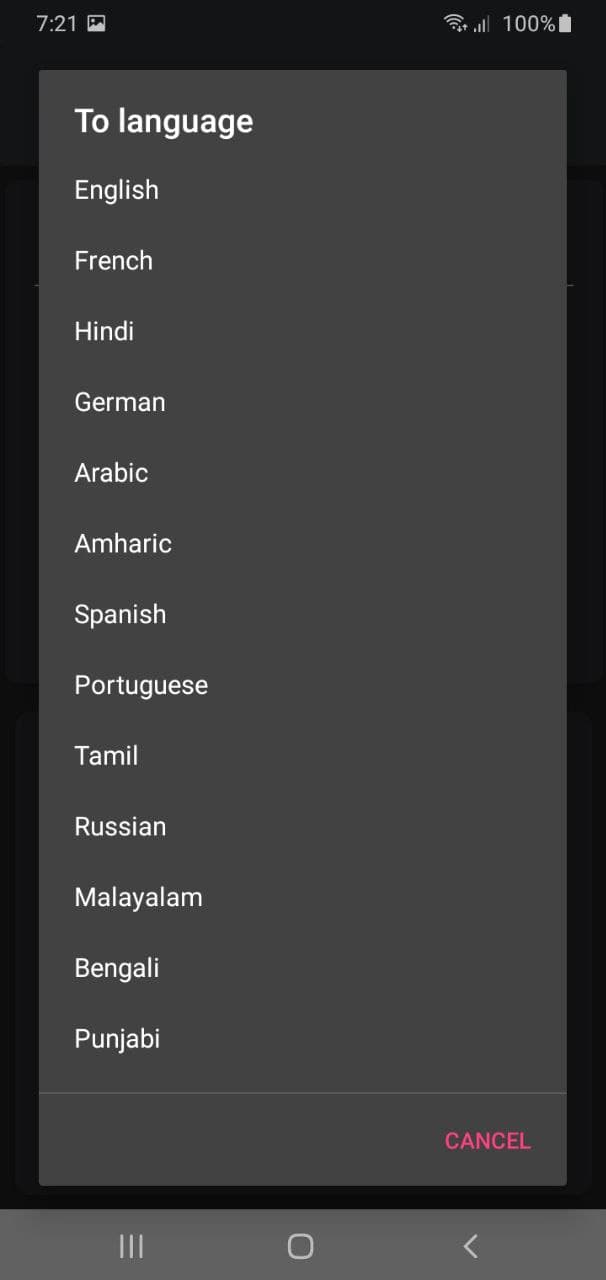 7:21
100%
To language
English
French
Hindi
German
Arabic
Amharic
Spanish
Portuguese
Tamil
Russian
Malayalam
Bengali
Punjabi
CANCEL